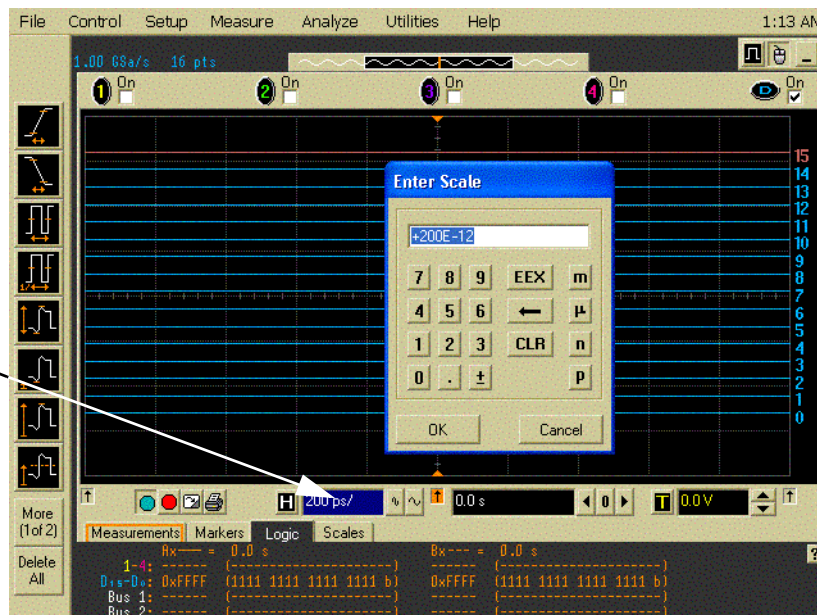 File Control Setup Measure Analyze Utilities Help 1:13 AM
1.00 GSa/s 16 pts
1 On 2 On 3 On 4 On D On
15
14
13
12
11
10
9
8
7
6
5
4
3
2
1
0
Enter Scale
+200E-12
7 8 9 EEX m
4 5 6 ← µ
1 2 3 CLR n
0 . ± p
OK Cancel
1/
More
(1of 2)
Delete
All
H 200 ps/ 0.0 s 0 T 0.0 V
Measurements Markers Logic Scales
Ax--- = 0.0 s Bx--- = 0.0 s
1-4: ------ (-------------------) ------ (-------------------)
D15-D0: 0xFFFF (1111 1111 1111 1111 b) 0xFFFF (1111 1111 1111 1111 b)
Bus 1: ------ (-------------------) ------ (-------------------)
Bus 2: ------ (-------------------) ------ (-------------------)
?